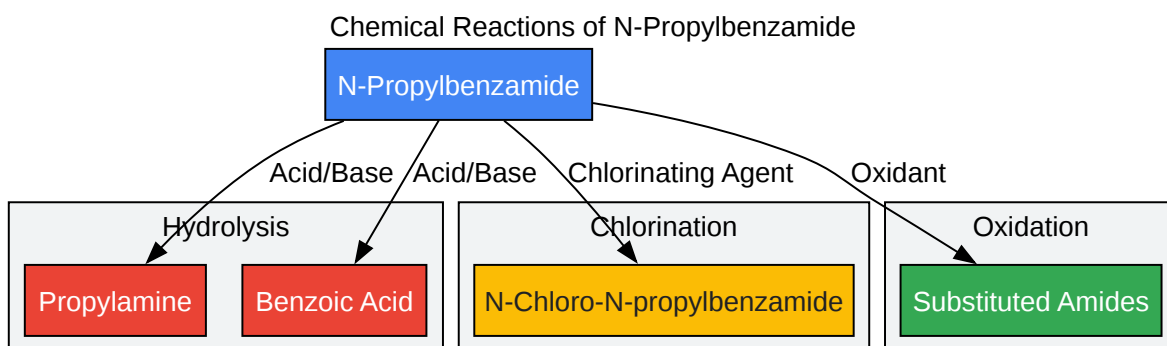 Chemical Reactions of N-Propylbenzamide
N-Propylbenzamide
Acid/Base
Acid/Base
Chlorinating Agent
Oxidant
Hydrolysis
Chlorination
Oxidation
Propylamine
Benzoic Acid
N-Chloro-N-propylbenzamide
Substituted Amides